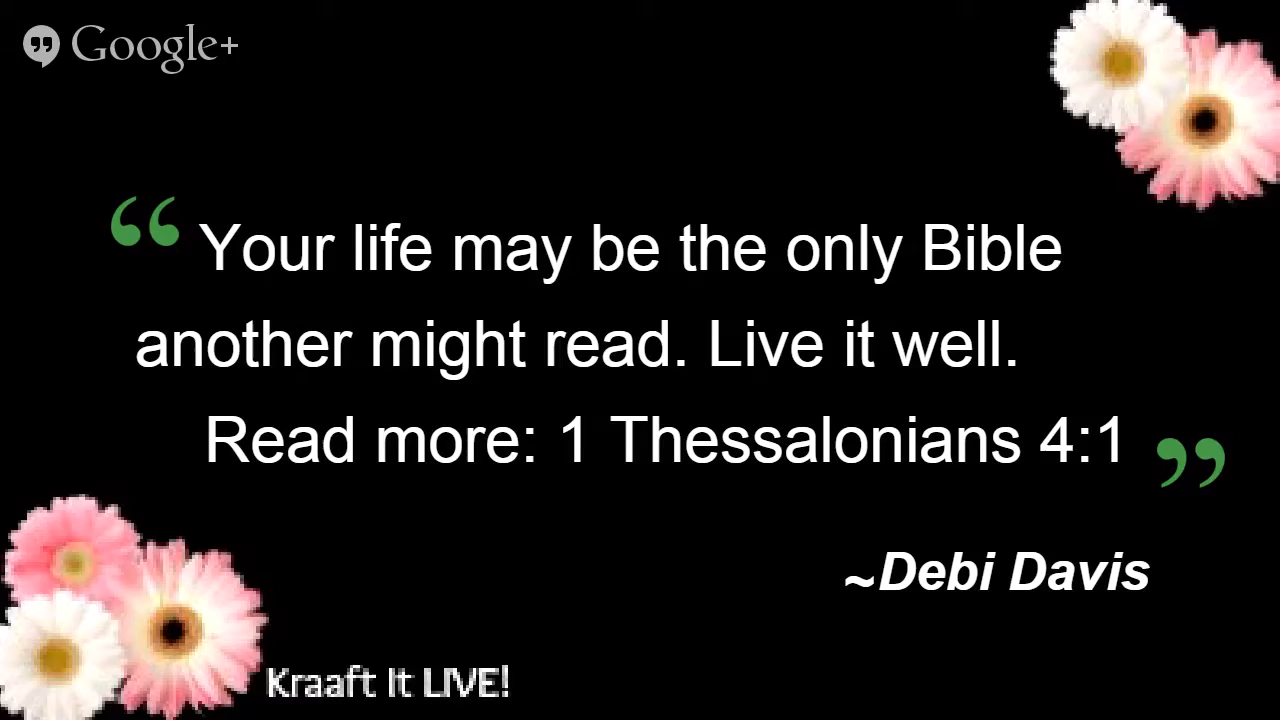 Google+
“ Your life may be the only Bible
another might read. Live it well.
Read more: 1 Thessalonians 4:1 ”
~Debi Davis
Kraaft It LIVE!